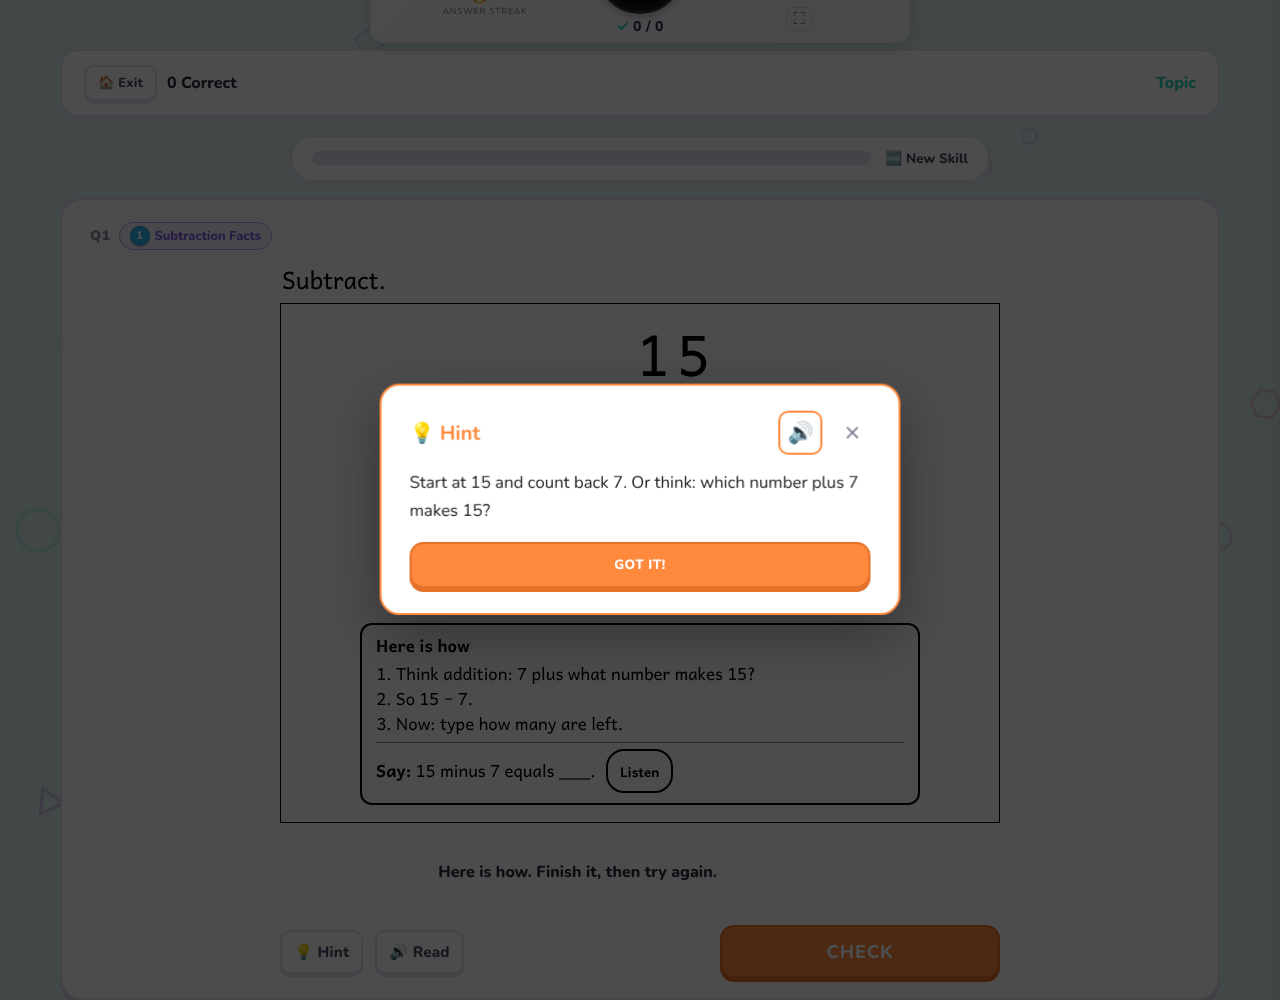 ANSWER STREAK
✓ 0 / 0
🏠 Exit
0 Correct
Topic
🆕 New Skill
Q1
1 Subtraction Facts
Subtract.
15
💡 Hint
🔊
×
Start at 15 and count back 7. Or think: which number plus 7
makes 15?
GOT IT!
Here is how
1. Think addition: 7 plus what number makes 15?
2. So 15 − 7.
3. Now: type how many are left.
Say: 15 minus 7 equals ____. Listen
Here is how. Finish it, then try again.
💡 Hint
🔊 Read
CHECK